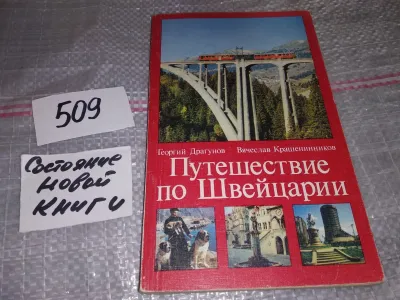 509
Состояние
новой
книги
Георгий Драгунов Вячеслав Крашенинников
Путешествие
по Швейцарии